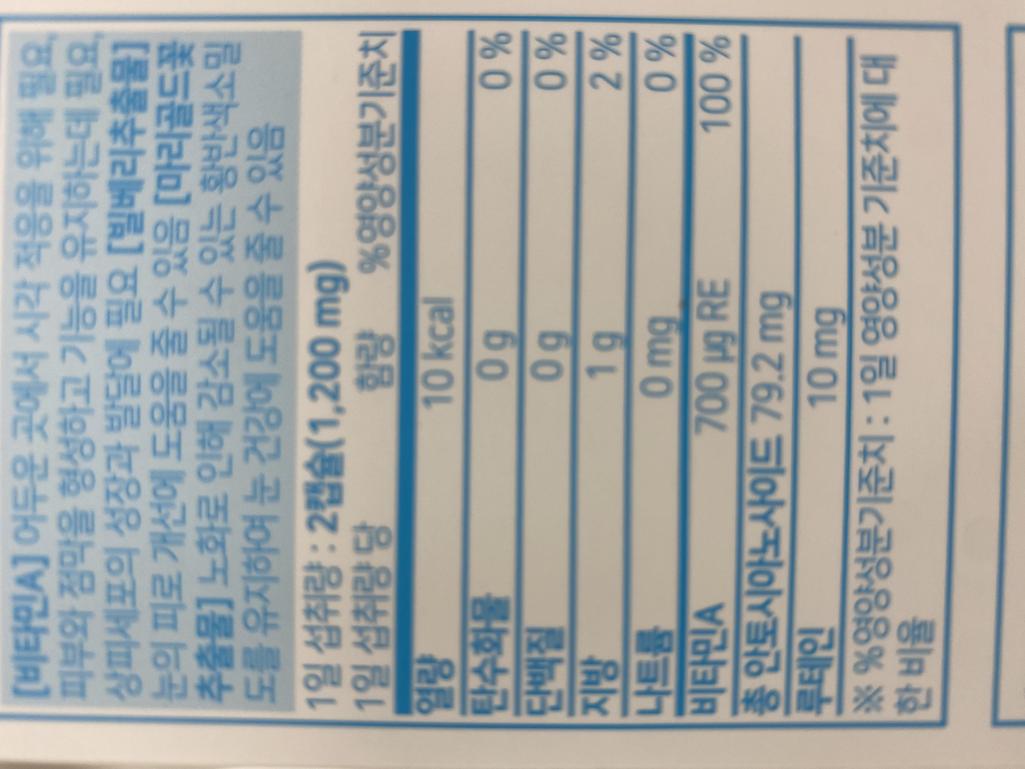 [비타민A] 어두운 곳에서 시각 적응을 위해 필요,
피부와 점막을 형성하고 기능을 유지하는데 필요,
상피세포의 성장과 발달에 필요 [빌베리추출물]
눈의 피로 개선에 도움을 줄 수 있음 [마리골드꽃
추출물] 노화로 인해 감소될 수 있는 황반색소밀
도를 유지하여 눈 건강에 도움을 줄 수 있음
1일 섭취량 : 2캡슐(1,200 mg)
1일 섭취량 당 함량 %영양성분기준치
열량 10 kcal
탄수화물 0 g 0 %
단백질 0 g 0 %
지방 1 g 2 %
나트륨 0 mg 0 %
비타민A 700 µg RE 100 %
총 안토시아노사이드 79.2 mg
루테인 10 mg
※ %영양성분기준치 : 1일 영양성분 기준치에 대
한 비율